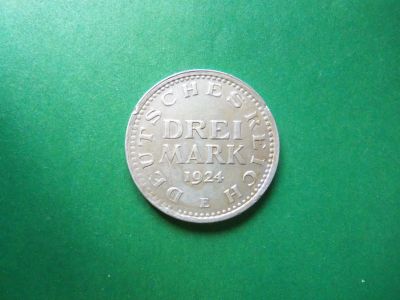 DEUTSCHES REICH
DREI
MARK
1924
E